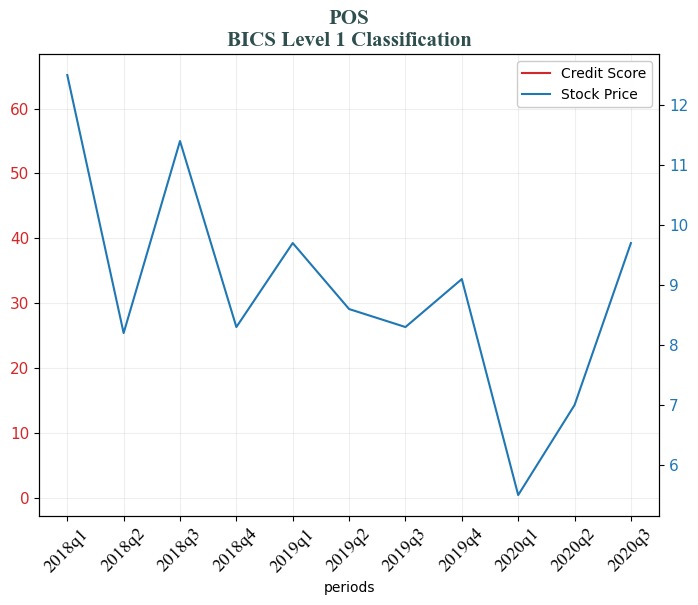 POS
BICS Level 1 Classification
Credit Score
Stock Price
60
50
40
30
20
10
0
12
11
10
9
8
7
6
2018q1
2018q2
2018q3
2018q4
2019q1
2019q2
2019q3
2019q4
2020q1
2020q2
2020q3
periods